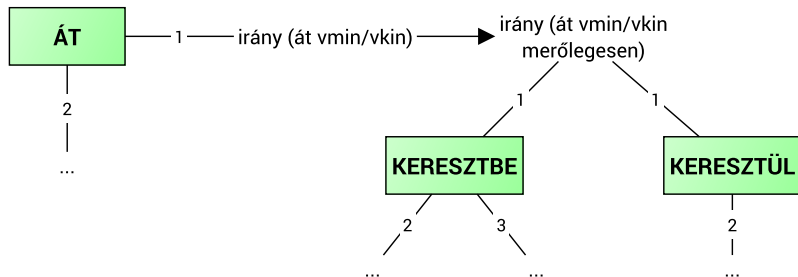 ÁT
1
irány (át vmin/vkin)
irány (át vmin/vkin
merőlegesen)
2
...
1
1
KERESZTBE
KERESZTÜL
2
3
2
...
...
...